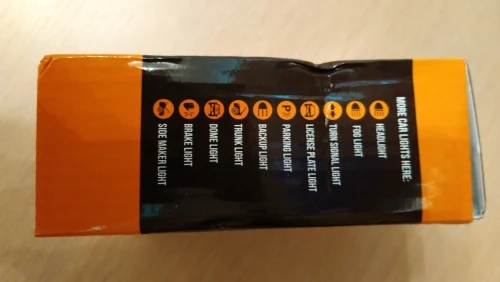 MORE CAR LIGHTS HERE:
HEADLIGHT
FOG LIGHT
TURN SIGNAL LIGHT
LICENSE PLATE LIGHT
P PARKING LIGHT
BACKUP LIGHT
TRUNK LIGHT
DOME LIGHT
BRAKE LIGHT
SIDE MAKER LIGHT